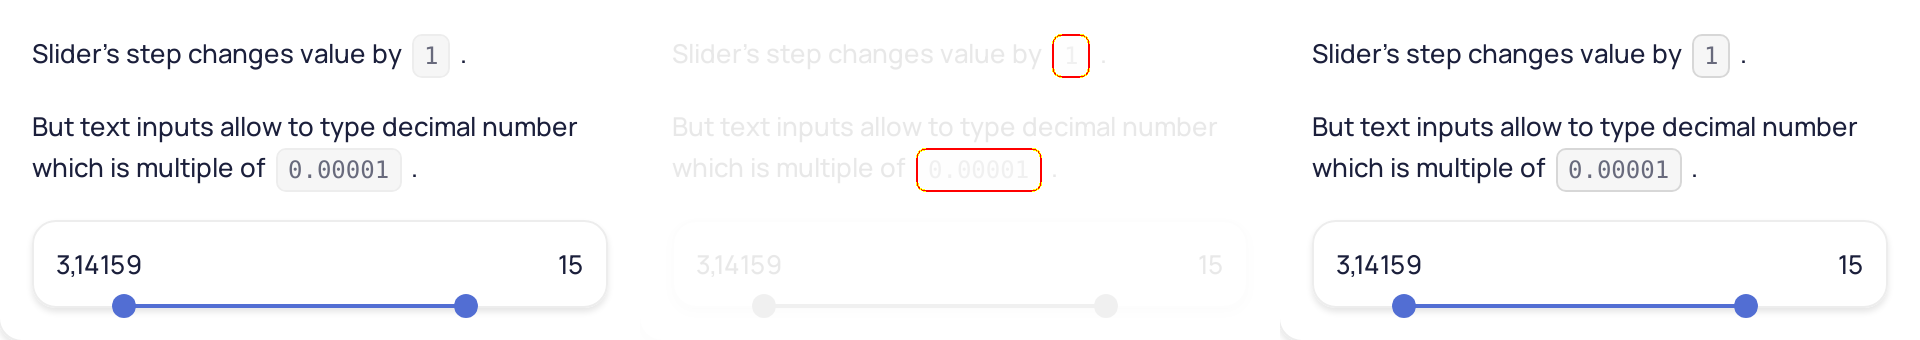 Slider's step changes value by 1 .
But text inputs allow to type decimal number
which is multiple of 0.00001 .
3,14159 15
Slider's step changes value by 1 .
But text inputs allow to type decimal number
which is multiple of 0.00001 .
3,14159 15
Slider's step changes value by 1 .
But text inputs allow to type decimal number
which is multiple of 0.00001 .
3,14159 15